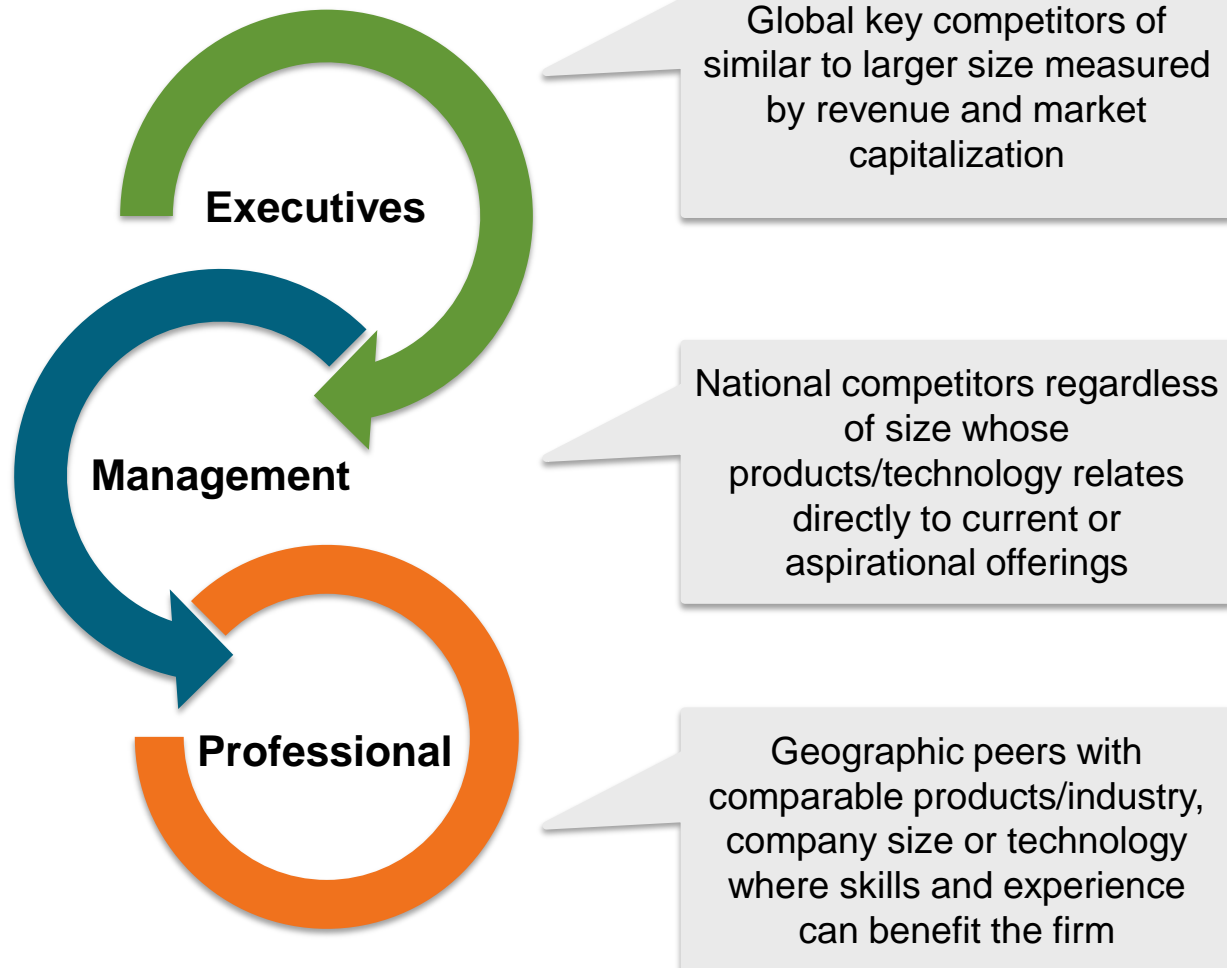 Global key competitors of
similar to larger size measured
by revenue and market
capitalization
Executives
National competitors regardless
of size whose
products/technology relates
directly to current or
aspirational offerings
Management
Geographic peers with
comparable products/industry,
company size or technology
where skills and experience
can benefit the firm
Professional